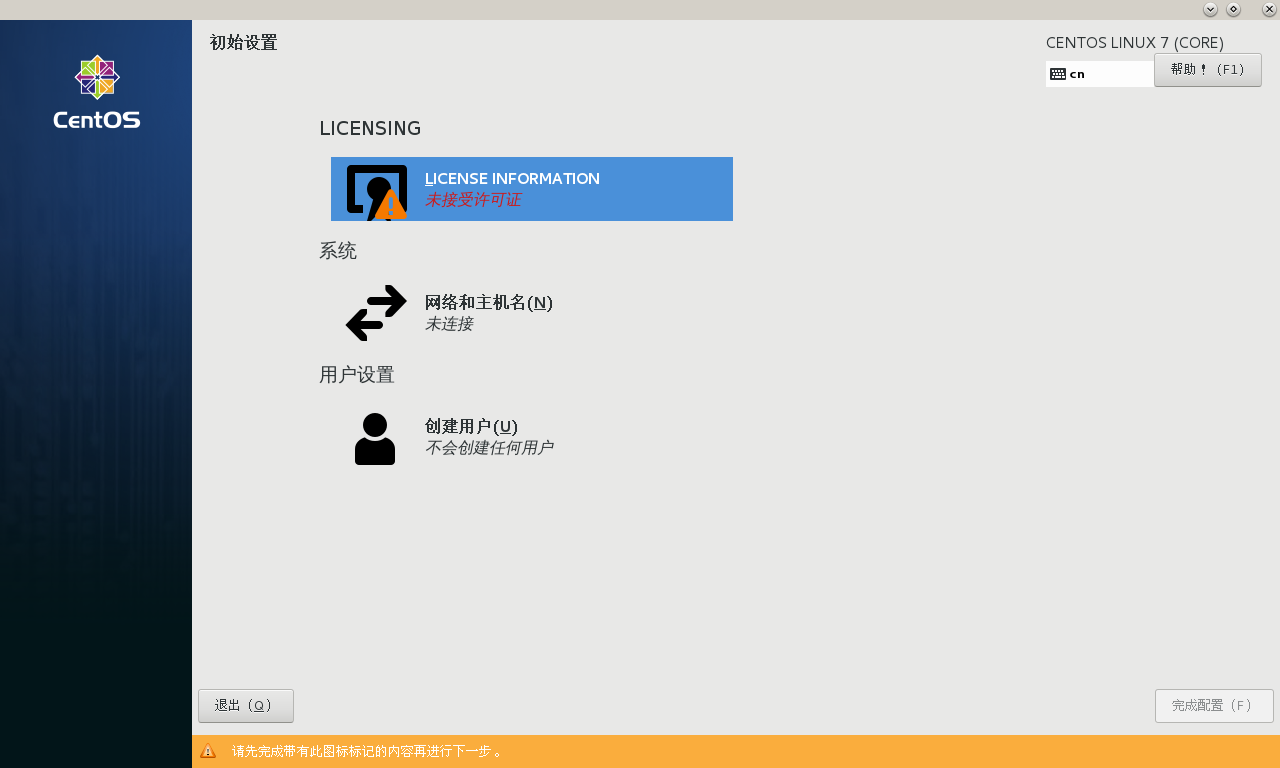 CentOS
初始设置
CENTOS LINUX 7 (CORE)
cn
帮助！ (F1)
LICENSING
LICENSE INFORMATION
未接受许可证
系统
网络和主机名(N)
未连接
用户设置
创建用户(U)
不会创建任何用户
退出（Q）
完成配置（F）
请先完成带有此图标标记的内容再进行下一步。